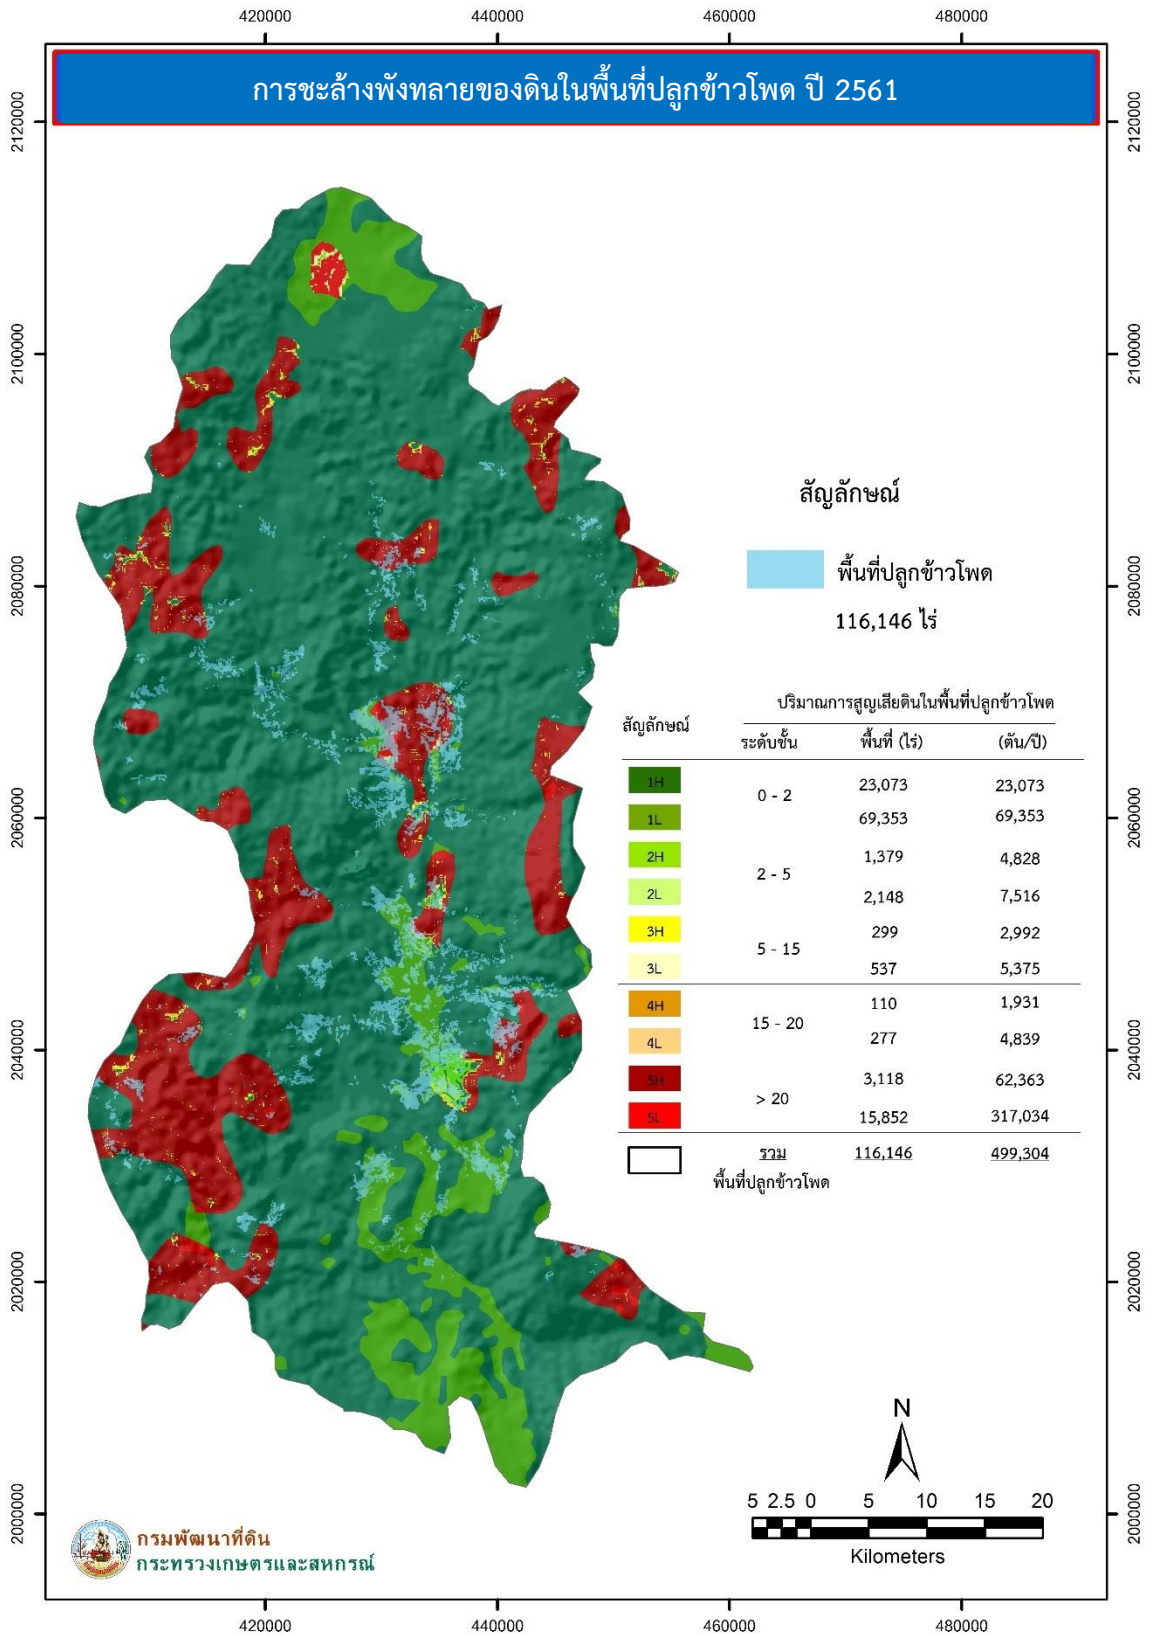 420000 440000 460000 480000
การชะล้างพังทลายของดินในพื้นที่ปลูกข้าวโพด ปี 2561
2120000 2120000
2100000 2100000
สัญลักษณ์
พื้นที่ปลูกข้าวโพด
2080000 2080000
116,146 ไร่
ปริมาณการสูญเสียดินในพื้นที่ปลูกข้าวโพด
สัญลักษณ์ ระดับชั้น พื้นที่ (ไร่) (ตัน/ปี)
1H 0 - 2 23,073 23,073
2060000 2060000
1L 69,353 69,353
2H 2 - 5 1,379 4,828
2L 2,148 7,516
3H 5 - 15 299 2,992
3L 537 5,375
4H 15 - 20 110 1,931
4L 277 4,839
2040000 2040000
5H > 20 3,118 62,363
5L 15,852 317,034
รวม 116,146 499,304
พื้นที่ปลูกข้าวโพด
2020000 2020000
N
5 2.5 0 5 10 15 20
Kilometers
2000000 2000000
กรมพัฒนาที่ดิน
กระทรวงเกษตรและสหกรณ์
420000 440000 460000 480000